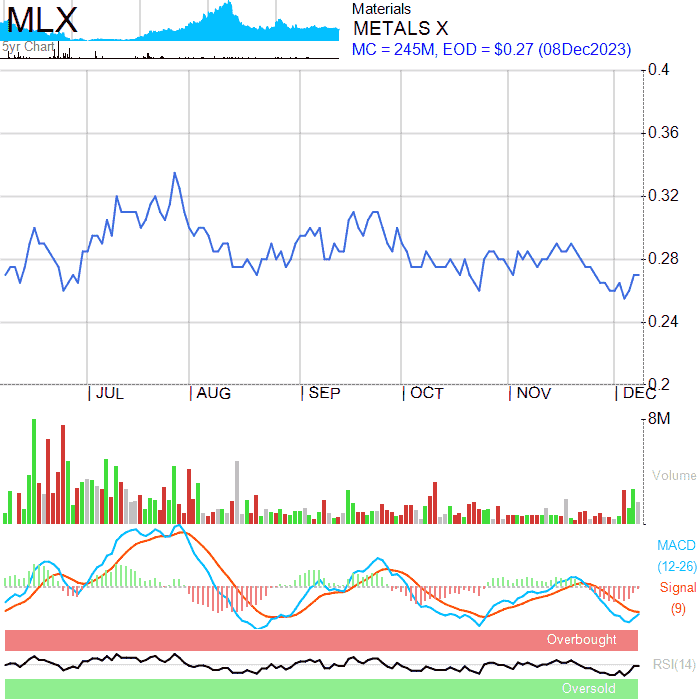 MLX
Materials
METALS X
5yr Chart
MC = 245M, EOD = $0.27 (08Dec2023)
0.4
0.36
0.32
0.28
0.24
0.2
JUL AUG SEP OCT NOV DEC
8M
Volume
MACD
(12-26)
Signal
(9)
Overbought
RSI(14)
Oversold